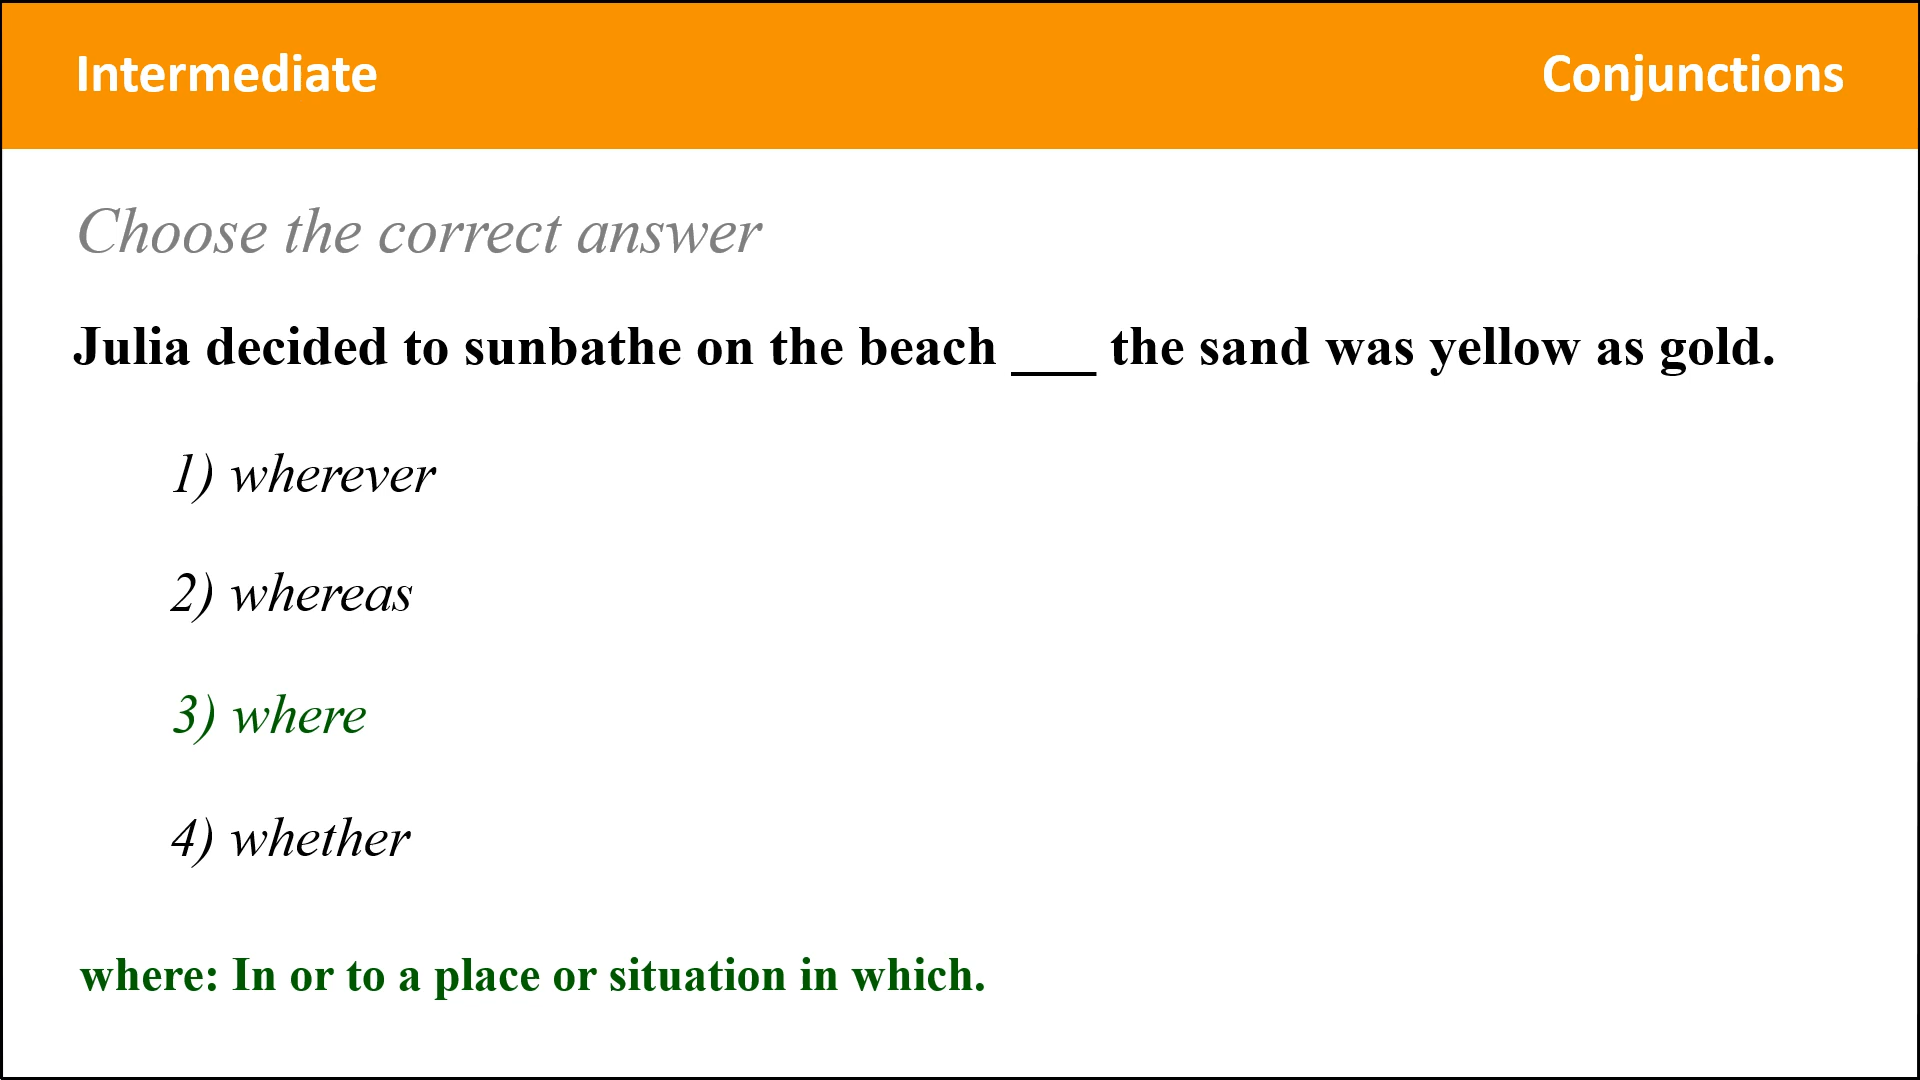 Intermediate
Conjunctions
Choose the correct answer
Julia decided to sunbathe on the beach ___ the sand was yellow as gold.
1) wherever
2) whereas
3) where
4) whether
where: In or to a place or situation in which.